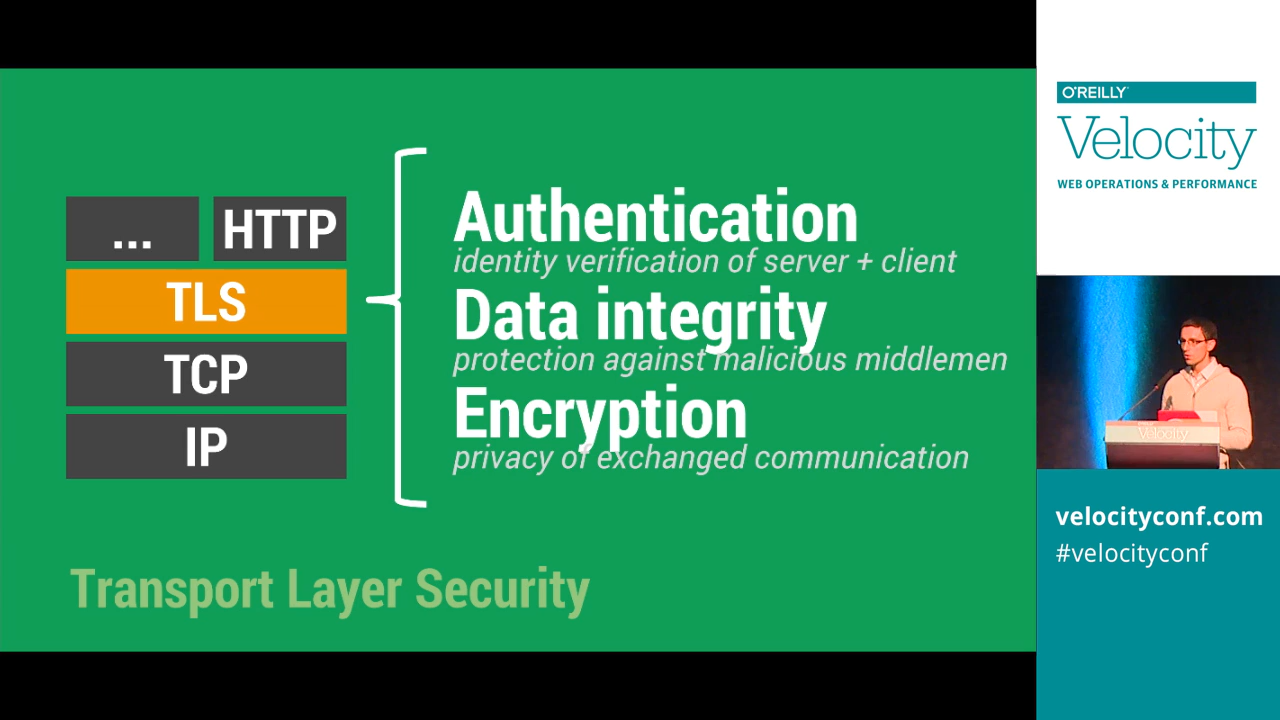 ... HTTP
TLS
TCP
IP
Authentication
identity verification of server + client
Data integrity
protection against malicious middlemen
Encryption
privacy of exchanged communication
Transport Layer Security
O'REILLY
Velocity
WEB OPERATIONS & PERFORMANCE
Velocity
velocityconf.com
#velocityconf